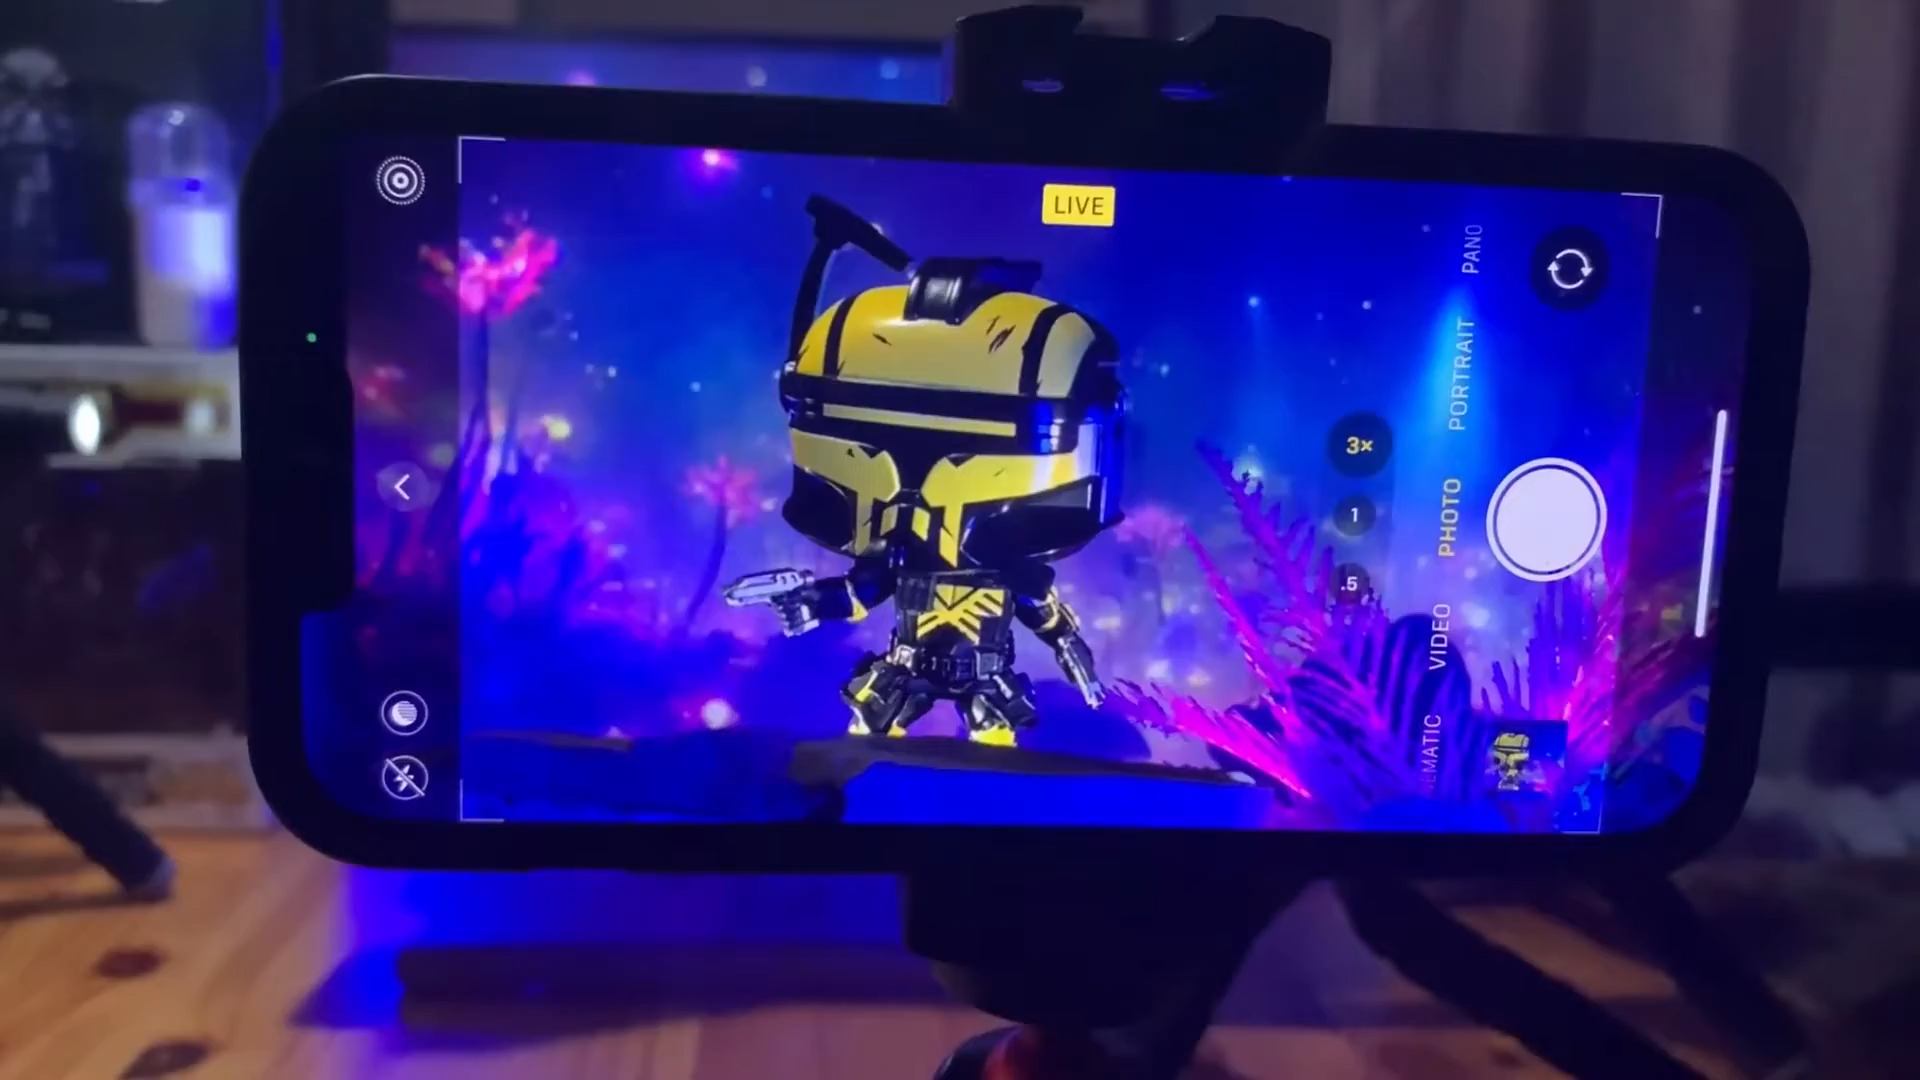 LIVE
PANO
PORTRAIT
PHOTO
VIDEO
EMATIC
3×
1
.5